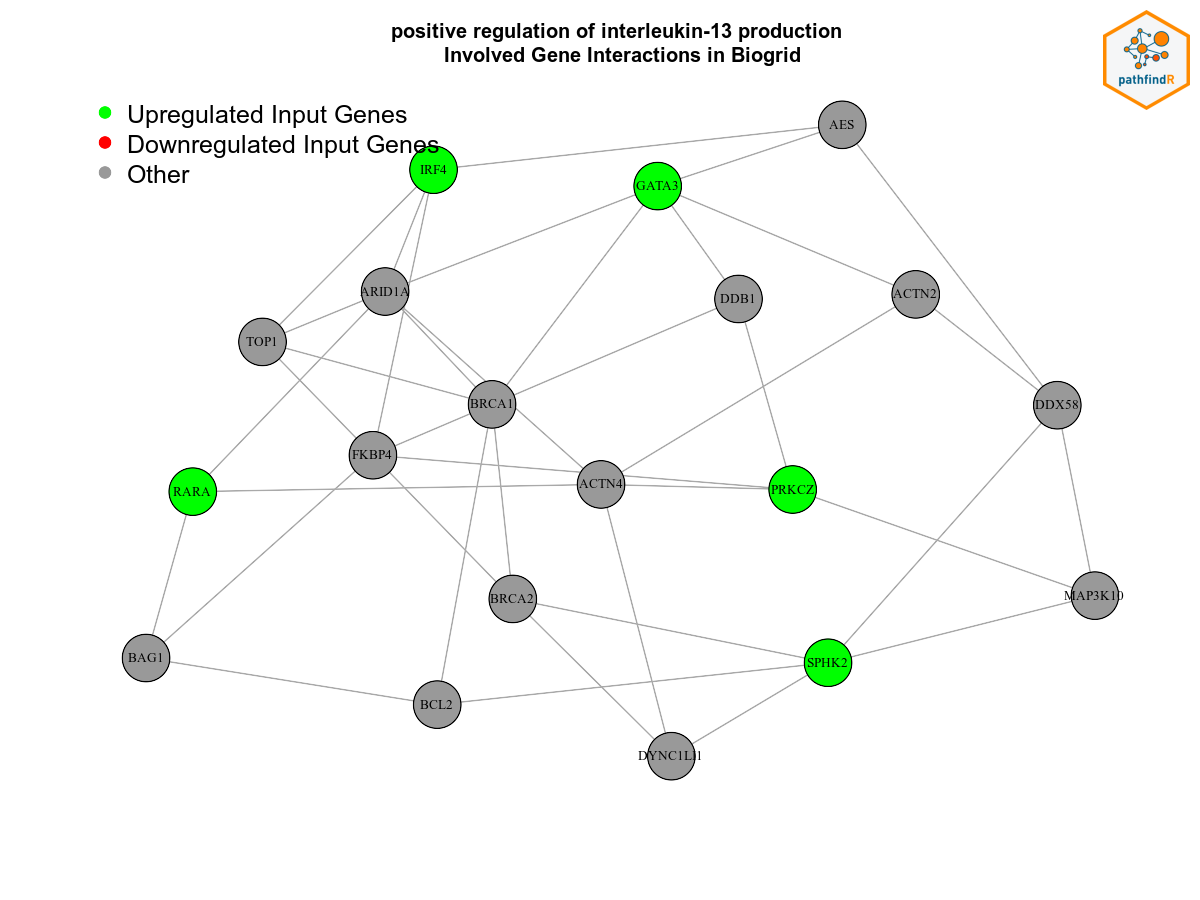 positive regulation of interleukin-13 production
Involved Gene Interactions in Biogrid
pathfindR
Upregulated Input Genes
Downregulated Input Genes
Other
AES
IRF4
GATA3
ARID1A
DDB1
ACTN2
TOP1
BRCA1
DDX58
FKBP4
RARA
ACTN4
PRKCZ
BRCA2
MAP3K10
BAG1
SPHK2
BCL2
DYNC1LI1